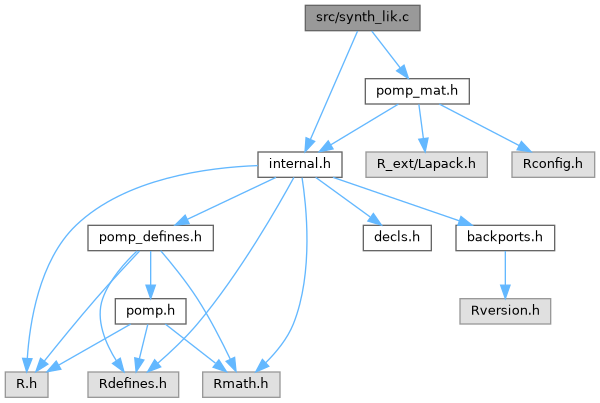 src/synth_lik.c
pomp_mat.h
internal.h
R_ext/Lapack.h
Rconfig.h
pomp_defines.h
decls.h
backports.h
pomp.h
Rversion.h
R.h
Rdefines.h
Rmath.h